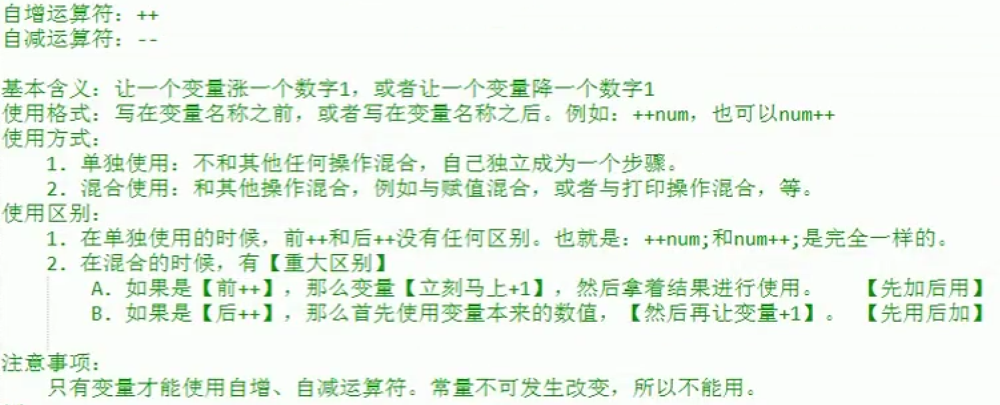 自增运算符：++
自减运算符：--
基本含义：让一个变量涨一个数字1，或者让一个变量降一个数字1
使用格式：写在变量名称之前，或者写在变量名称之后。例如：++num，也可以num++
使用方式：
1. 单独使用：不和其他任何操作混合，自己独立成为一个步骤。
2. 混合使用：和其他操作混合，例如与赋值混合，或者与打印操作混合，等。
使用区别：
1. 在单独使用的时候，前++和后++没有任何区别。也就是：++num;和num++;是完全一样的。
2. 在混合的时候，有【重大区别】
A. 如果是【前++】，那么变量【立刻马上+1】，然后拿着结果进行使用。 【先加后用】
B. 如果是【后++】，那么首先使用变量本来的数值，【然后再让变量+1】。 【先用后加】
注意事项：
只有变量才能使用自增、自减运算符。常量不可发生改变，所以不能用。